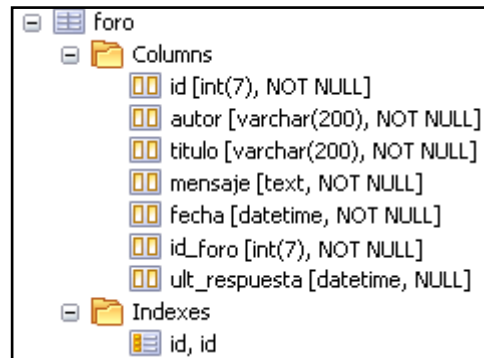 foro
Columns
id [int(7), NOT NULL]
autor [varchar(200), NOT NULL]
titulo [varchar(200), NOT NULL]
mensaje [text, NOT NULL]
fecha [datetime, NOT NULL]
id_foro [int(7), NOT NULL]
ult_respuesta [datetime, NULL]
Indexes
id, id